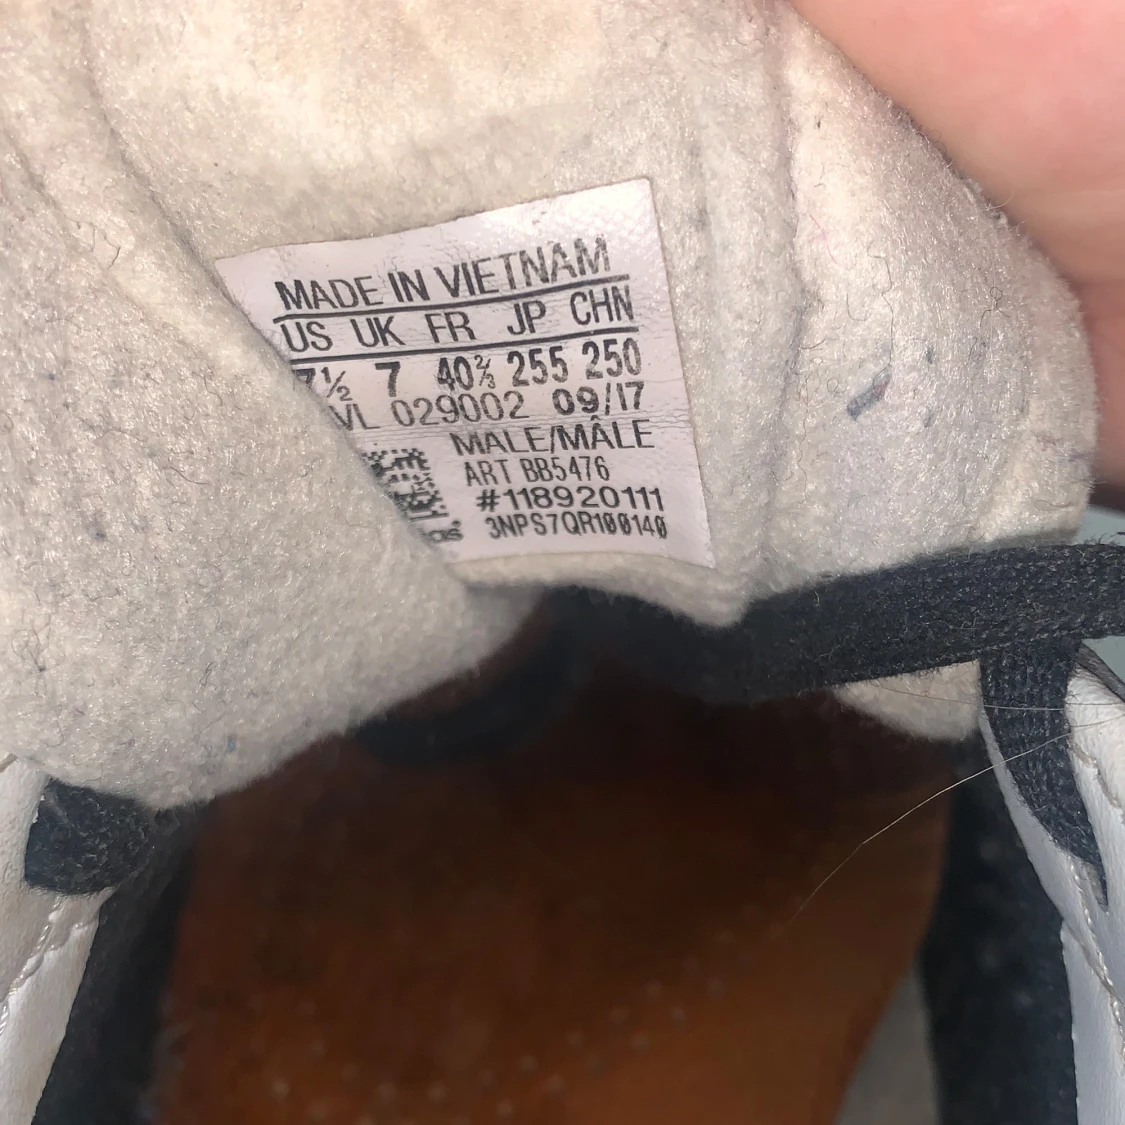 MADE IN VIETNAM
US UK FR JP CHN
7½ 7 40⅔ 255 250
VL 029002 09/17
MALE/MÂLE
ART BB5476
#118920111
3NPS7QR100140